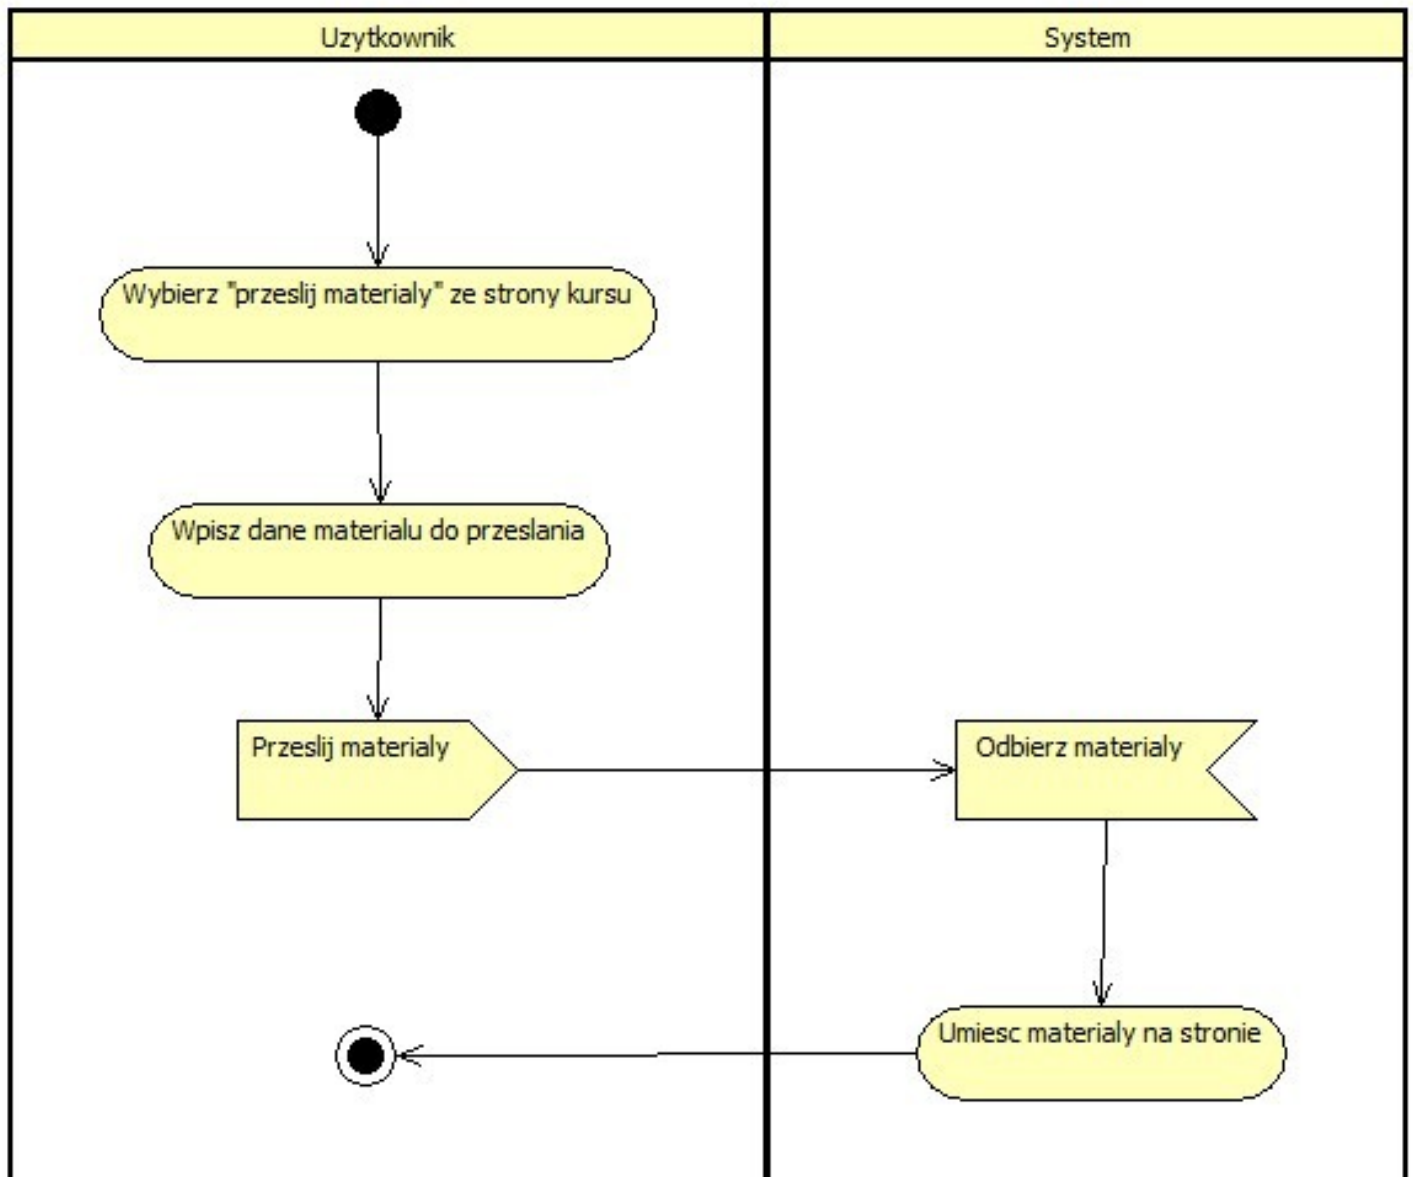 Uzytkownik
System
Wybierz "przeslij materialy" ze strony kursu
Wpisz dane materialu do przeslania
Przeslij materialy
Odbierz materialy
Umiesc materialy na stronie